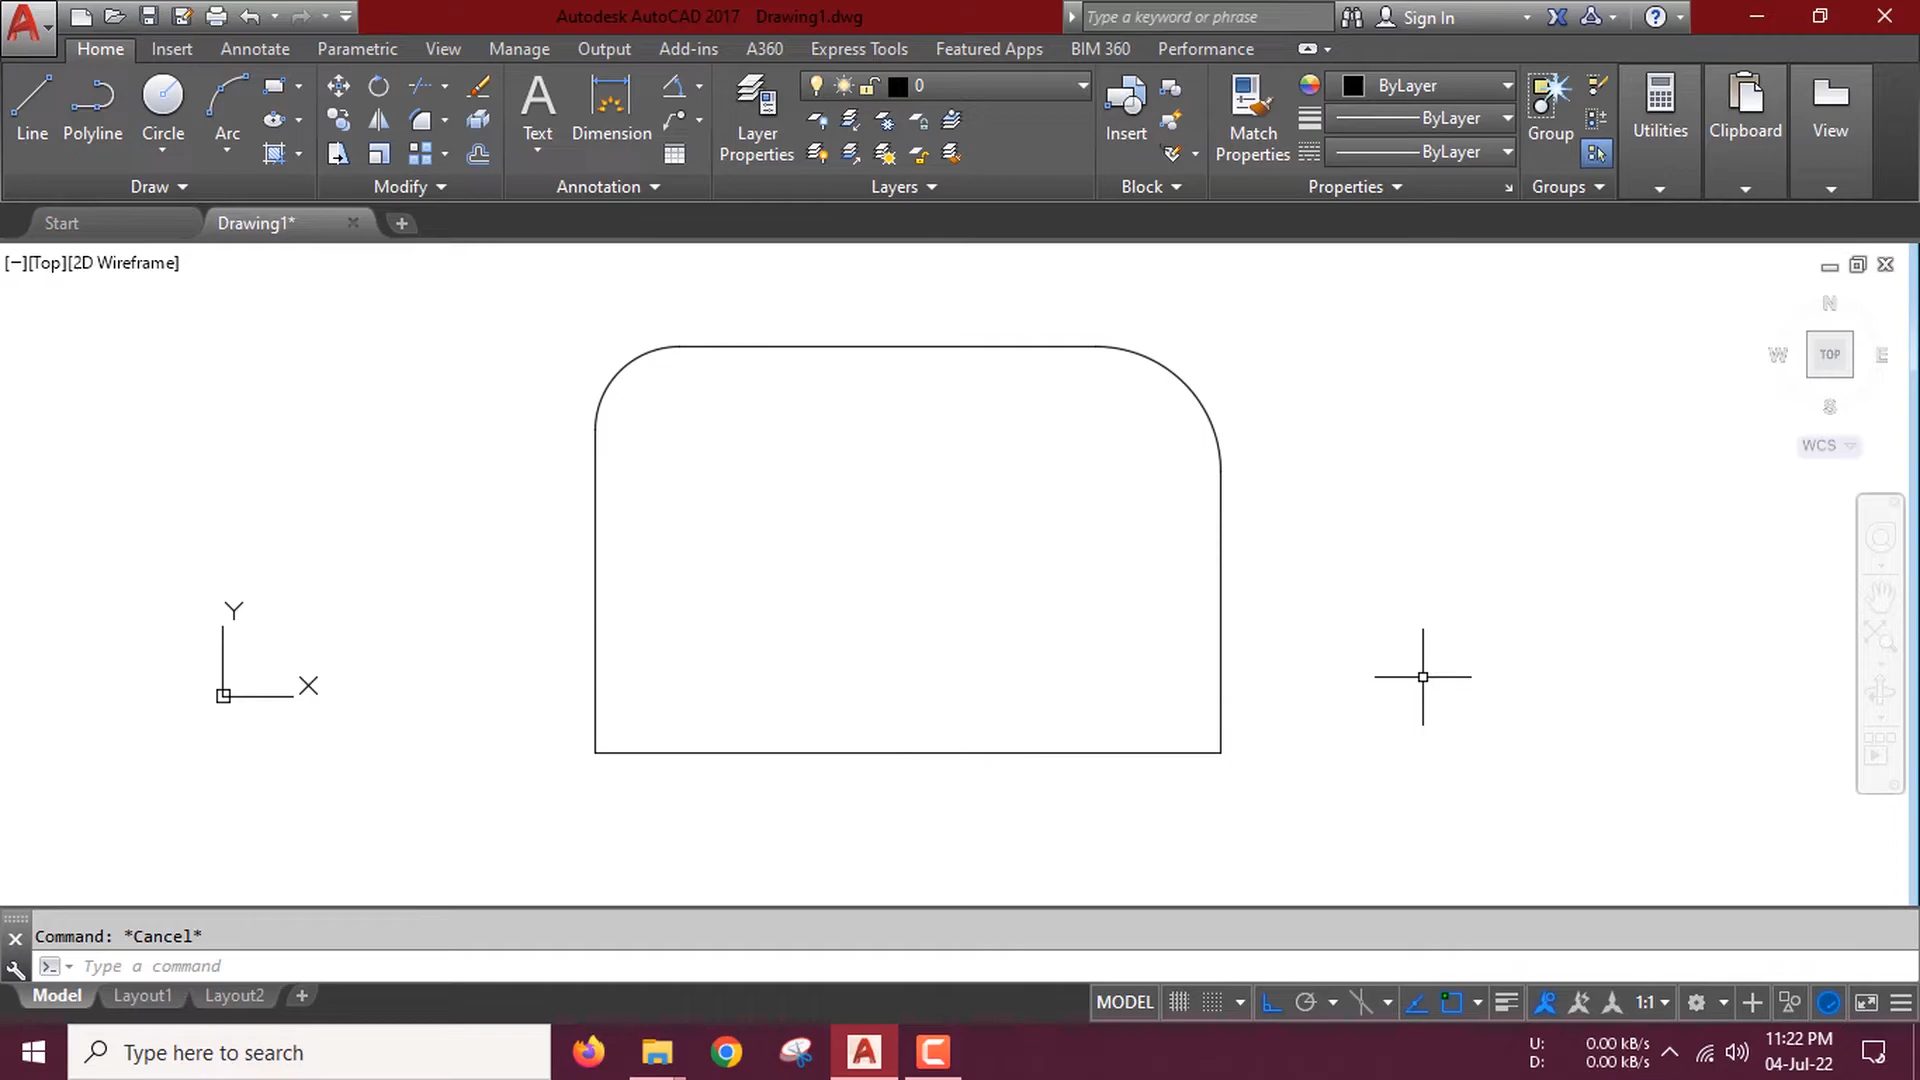 Autodesk AutoCAD 2017 Drawing1.dwg
Type a keyword or phrase
Sign In
Home Insert Annotate Parametric View Manage Output Add-ins A360 Express Tools Featured Apps BIM 360 Performance
Line Polyline Circle Arc
Text Dimension
Layer Properties
0
Insert
Match Properties
ByLayer
ByLayer
ByLayer
Group
Utilities
Clipboard
View
Draw Modify Annotation Layers Block Properties Groups
Start Drawing1*
[−][Top][2D Wireframe]
N
W TOP E
S
WCS
Y
X
Command: *Cancel*
Type a command
Model Layout1 Layout2
MODEL 1:1
Type here to search
U: 0.00 kB/s
D: 0.00 kB/s
11:22 PM
04-Jul-22